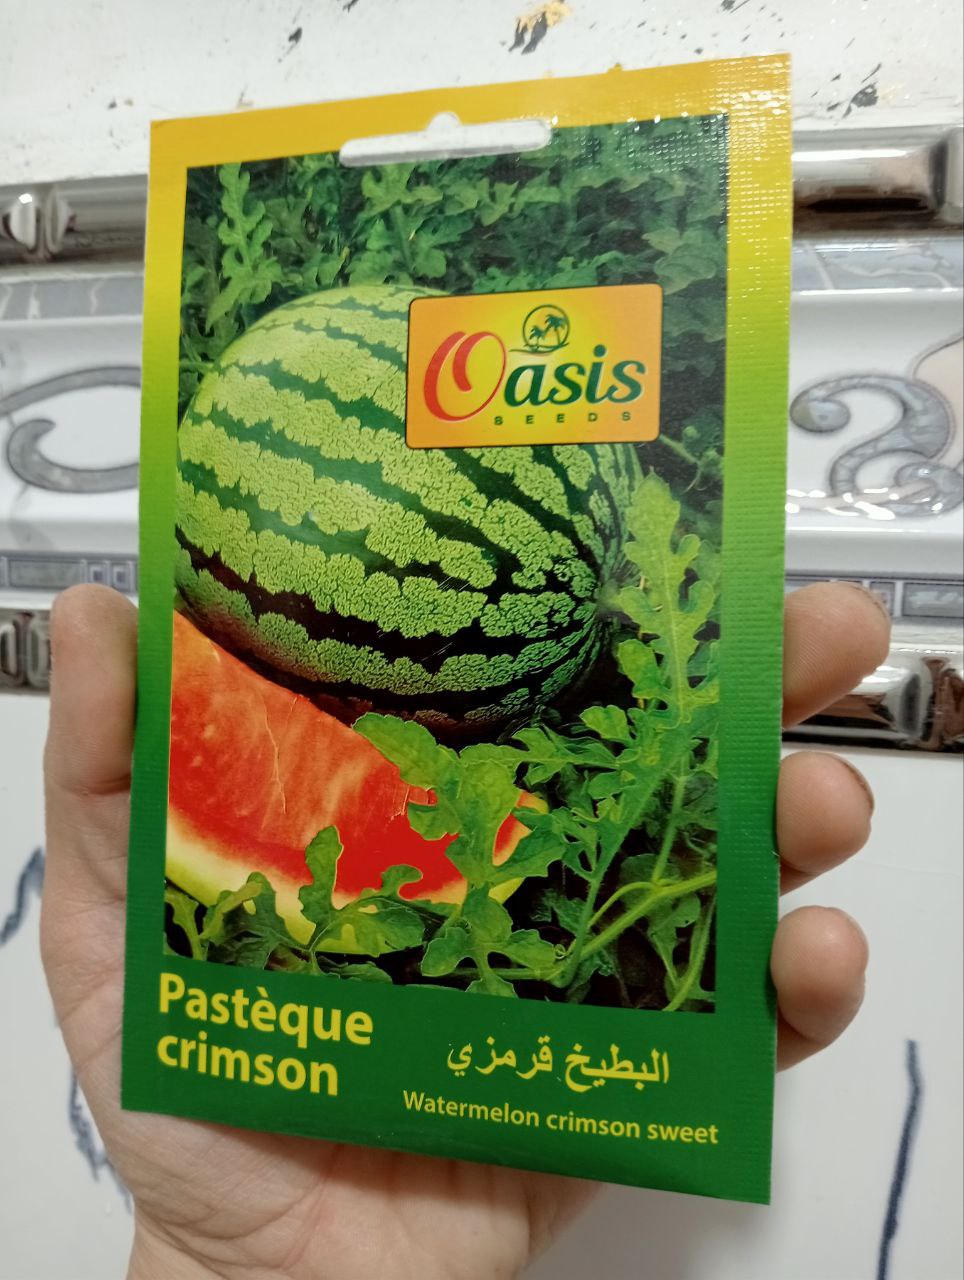 Oasis
SEEDS
Pastèque
crimson
البطيخ قرمزي
Watermelon crimson sweet